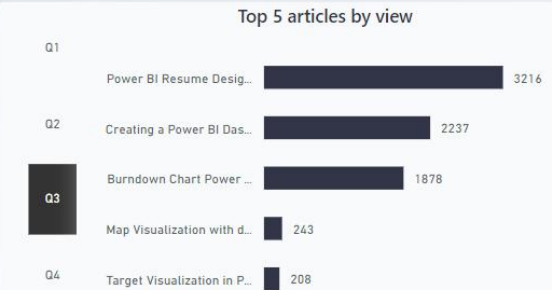 Top 5 articles by view
Q1
Power BI Resume Desig... 3216
Q2
Creating a Power BI Das... 2237
Burndown Chart Power ... 1878
Q3
Map Visualization with d... 243
Q4
Target Visualization in P... 208